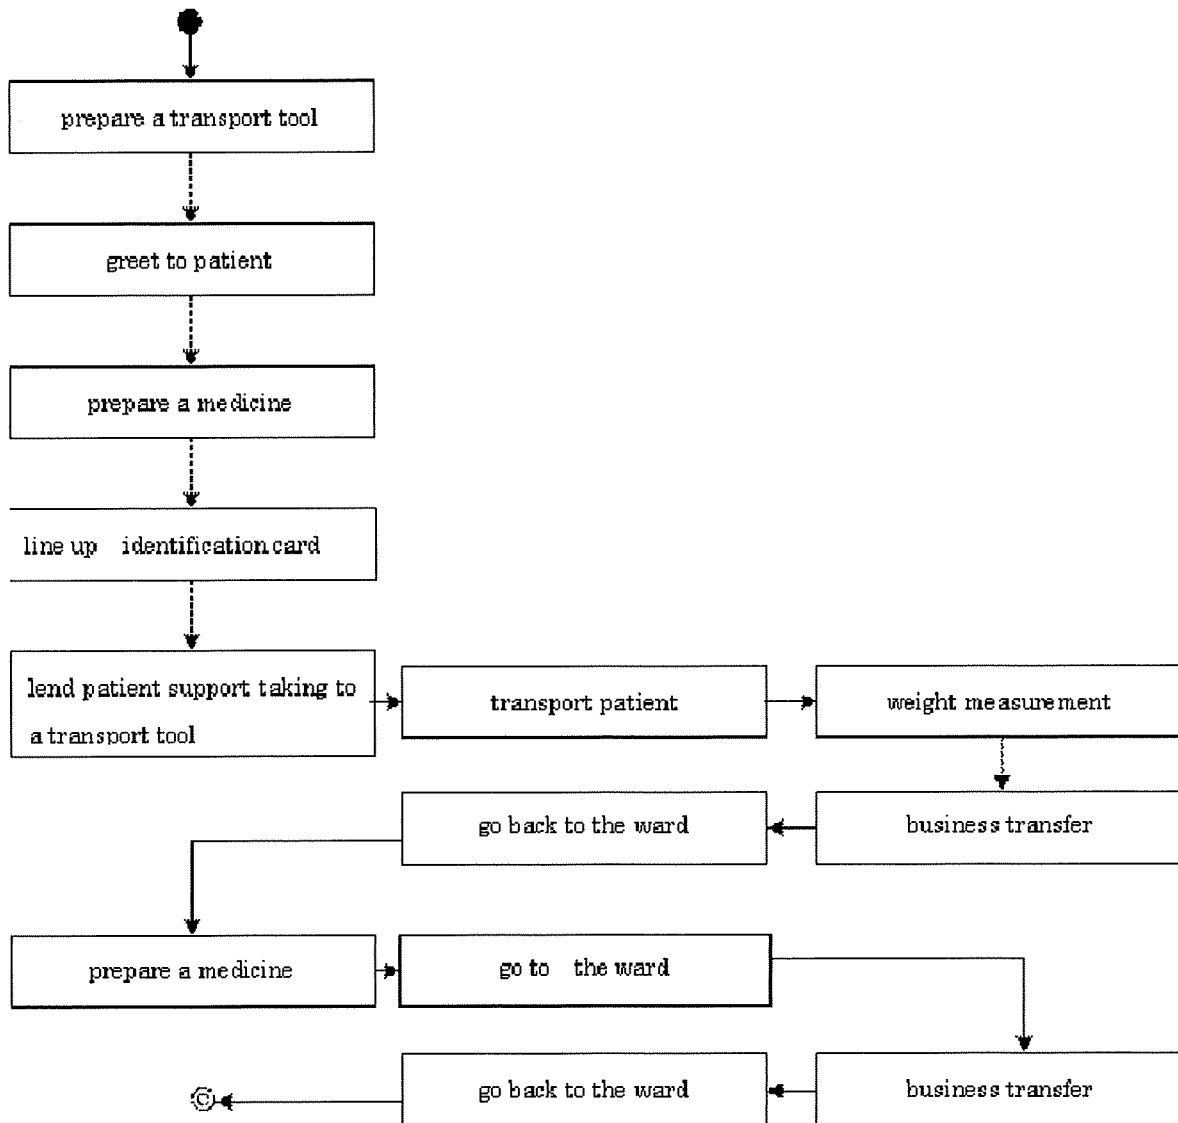 prepare a transport tool
greet to patient
prepare a medicine
line up identification card
lend patient support taking to
a transport tool
transport patient
weight measurement
go back to the ward
business transfer
prepare a medicine
go to the ward
go back to the ward
business transfer